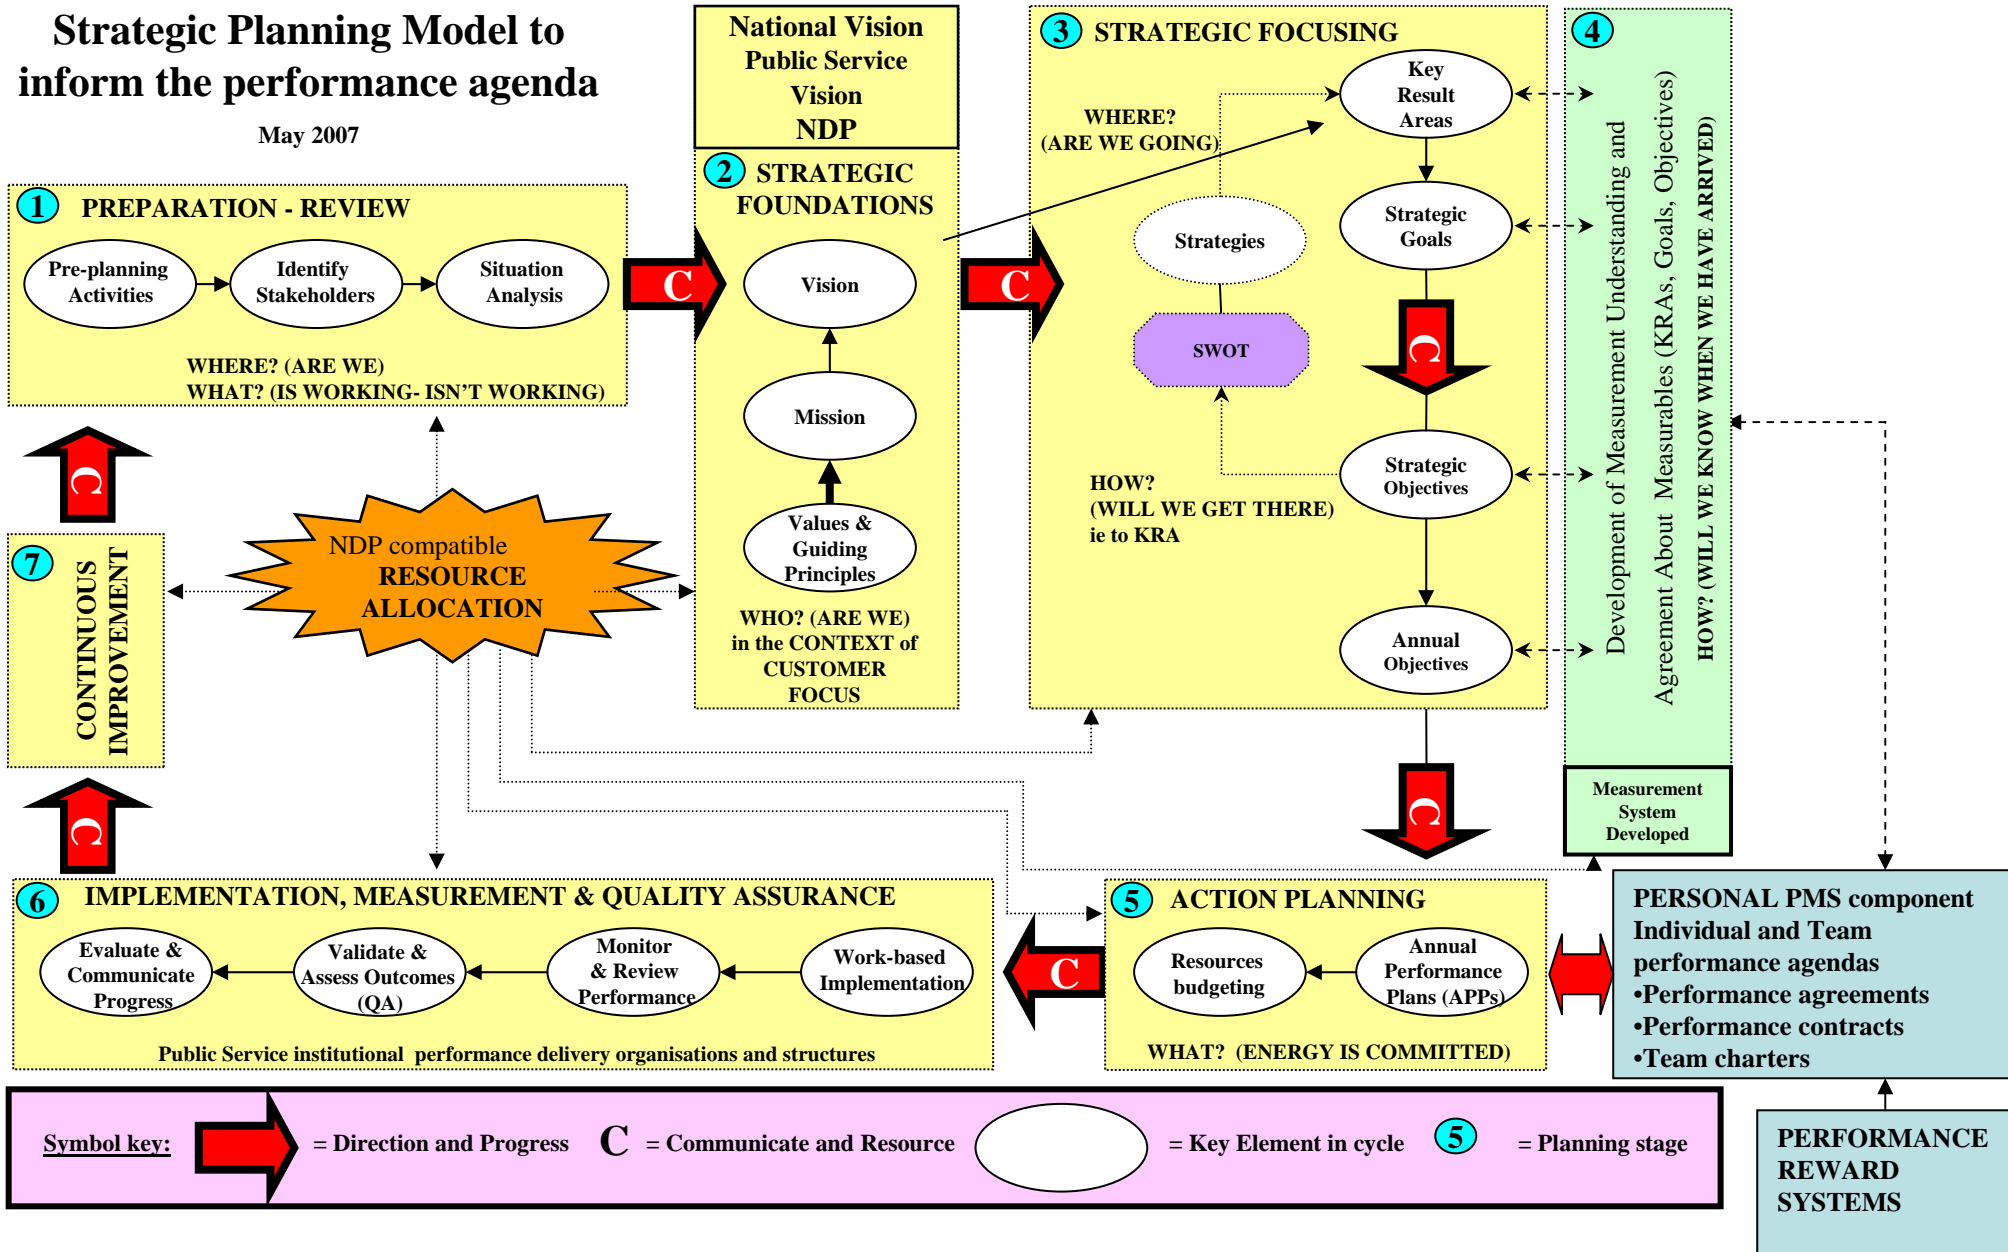 Strategic Planning Model to
inform the performance agenda
May 2007
National Vision
Public Service
Vision
NDP
1
PREPARATION - REVIEW
Pre-planning
Activities
Identify
Stakeholders
Situation
Analysis
WHERE? (ARE WE)
WHAT? (IS WORKING- ISN'T WORKING)
C
2
STRATEGIC
FOUNDATIONS
Vision
Mission
Values &
Guiding
Principles
WHO? (ARE WE)
in the CONTEXT of
CUSTOMER
FOCUS
C
3
STRATEGIC FOCUSING
Key
Result
Areas
WHERE?
(ARE WE GOING)
Strategic
Goals
Strategies
C
SWOT
Strategic
Objectives
HOW?
(WILL WE GET THERE)
ie to KRA
Annual
Objectives
4
Development of Measurement Understanding and
Agreement About Measurables (KRAs, Goals, Objectives)
HOW? (WILL WE KNOW WHEN WE HAVE ARRIVED)
Measurement
System
Developed
C
C
7
CONTINUOUS
IMPROVEMENT
C
NDP compatible
RESOURCE
ALLOCATION
6
IMPLEMENTATION, MEASUREMENT & QUALITY ASSURANCE
Evaluate &
Communicate
Progress
Validate &
Assess Outcomes
(QA)
Monitor
& Review
Performance
Work-based
Implementation
Public Service institutional performance delivery organisations and structures
C
5
ACTION PLANNING
Resources
budgeting
Annual
Performance
Plans (APPs)
WHAT? (ENERGY IS COMMITTED)
PERSONAL PMS component
Individual and Team
performance agendas
•Performance agreements
•Performance contracts
•Team charters
Symbol key:
= Direction and Progress
C
= Communicate and Resource
= Key Element in cycle
5
= Planning stage
PERFORMANCE
REWARD
SYSTEMS